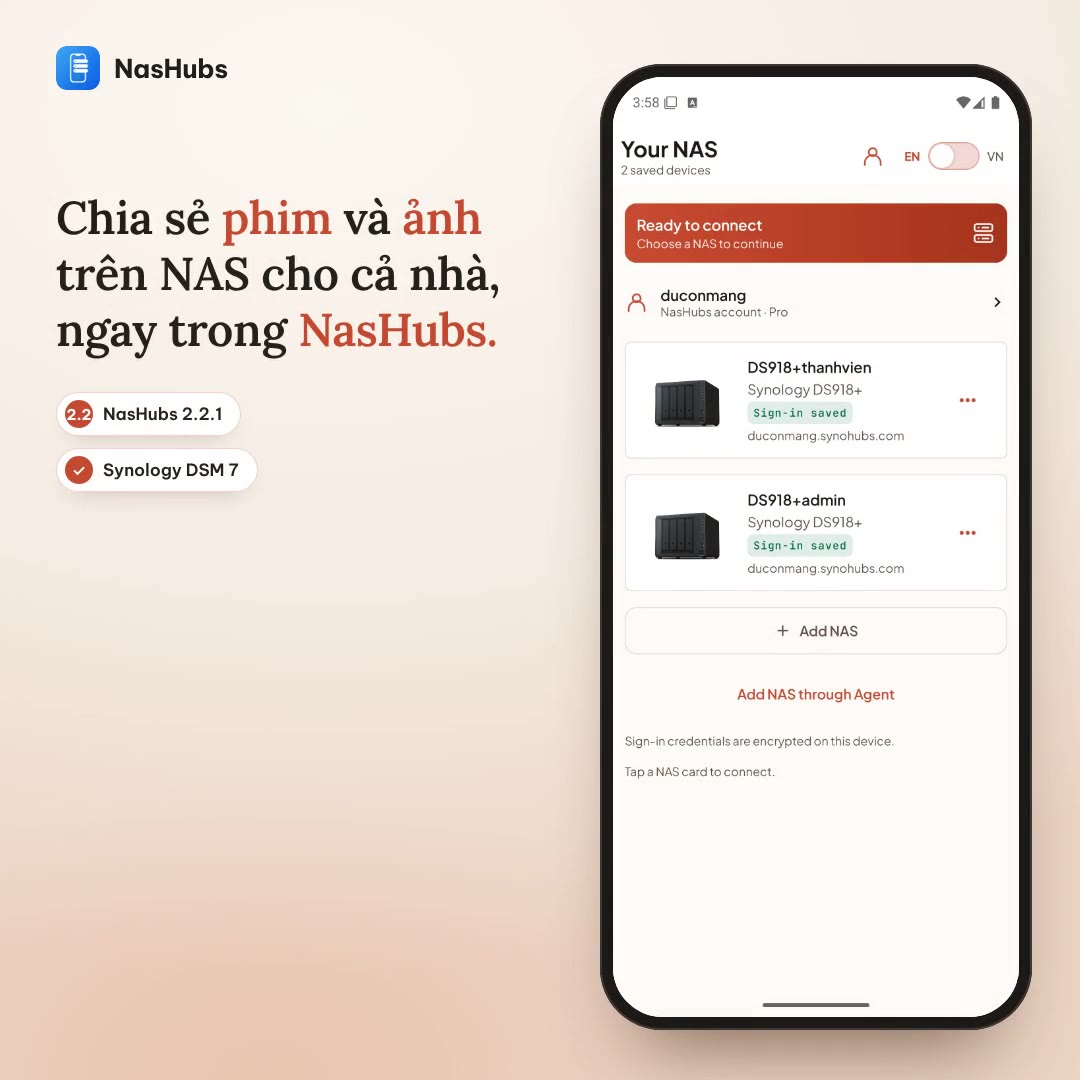 NasHubs
Chia sẻ phim và ảnh
trên NAS cho cả nhà,
ngay trong NasHubs.
2.2 NasHubs 2.2.1
Synology DSM 7
3:58
Your NAS
2 saved devices
EN VN
Ready to connect
Choose a NAS to continue
duconmang
NasHubs account · Pro
DS918+thanhvien
Synology DS918+
Sign-in saved
duconmang.synohubs.com
DS918+admin
Synology DS918+
Sign-in saved
duconmang.synohubs.com
+ Add NAS
Add NAS through Agent
Sign-in credentials are encrypted on this device.
Tap a NAS card to connect.